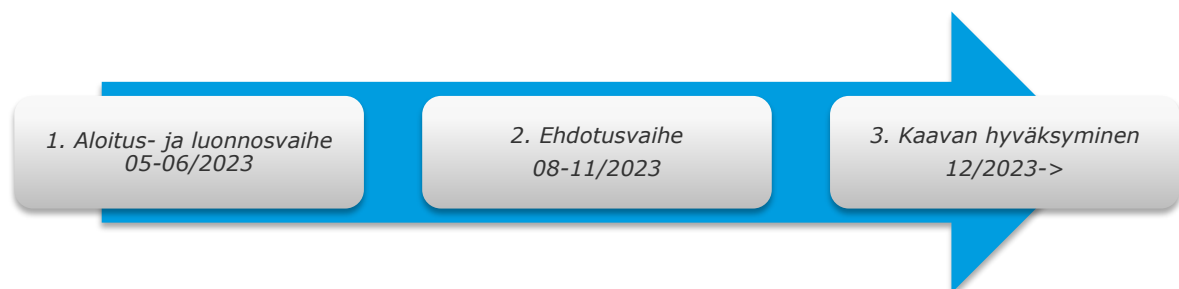 1. Aloitus- ja luonnosvaihe
05-06/2023
2. Ehdotusvaihe
08-11/2023
3. Kaavan hyväksyminen
12/2023->